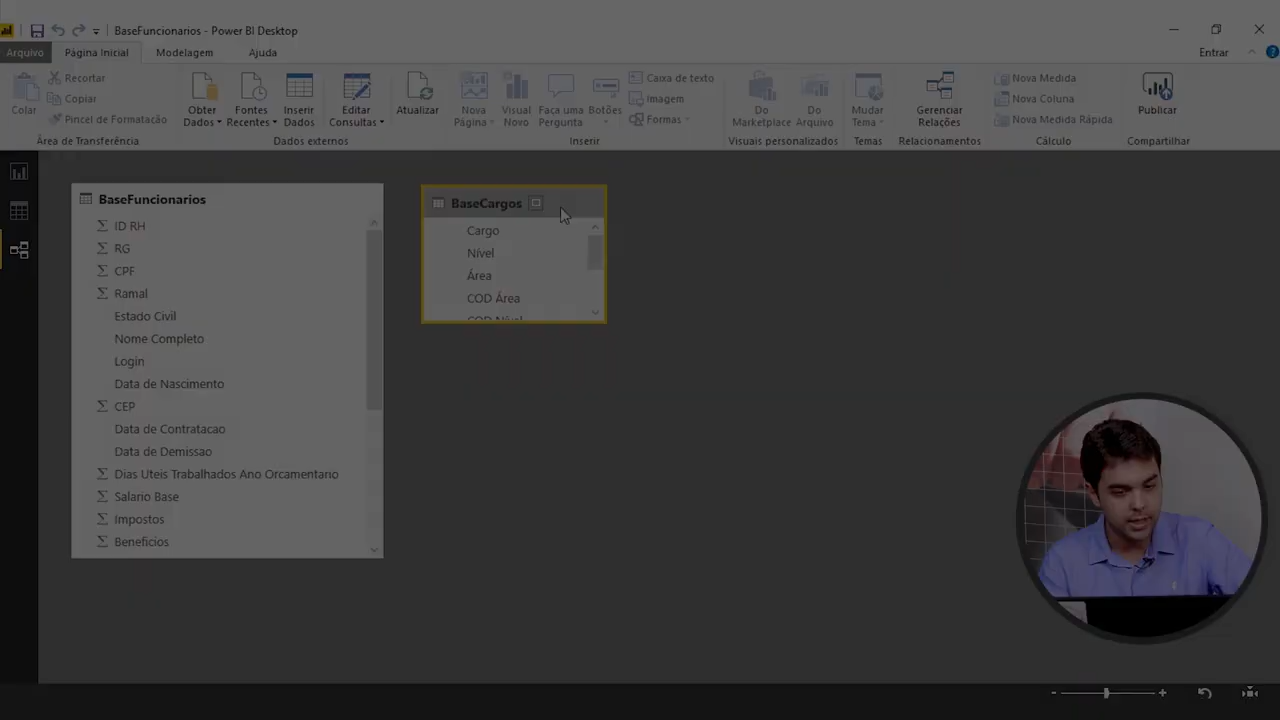 BaseFuncionarios - Power BI Desktop
Arquivo Página Inicial Modelagem Ajuda Entrar
Colar
Recortar
Copiar
Pincel de Formatação
Área de Transferência
Obter Dados
Fontes Recentes
Inserir Dados
Editar Consultas
Dados externos
Atualizar
Nova Página
Visual Novo
Faça uma Pergunta
Botões
Caixa de texto
Imagem
Formas
Inserir
Do Marketplace
Do Arquivo
Visuais personalizados
Mudar Tema
Temas
Gerenciar Relações
Relacionamentos
Nova Medida
Nova Coluna
Nova Medida Rápida
Cálculo
Publicar
Compartilhar
BaseFuncionarios
ID RH
RG
CPF
Ramal
Estado Civil
Nome Completo
Login
Data de Nascimento
CEP
Data de Contratacao
Data de Demissao
Dias Uteis Trabalhados Ano Orcamentario
Salario Base
Impostos
Beneficios
BaseCargos
Cargo
Nível
Área
COD Área
COD Nível